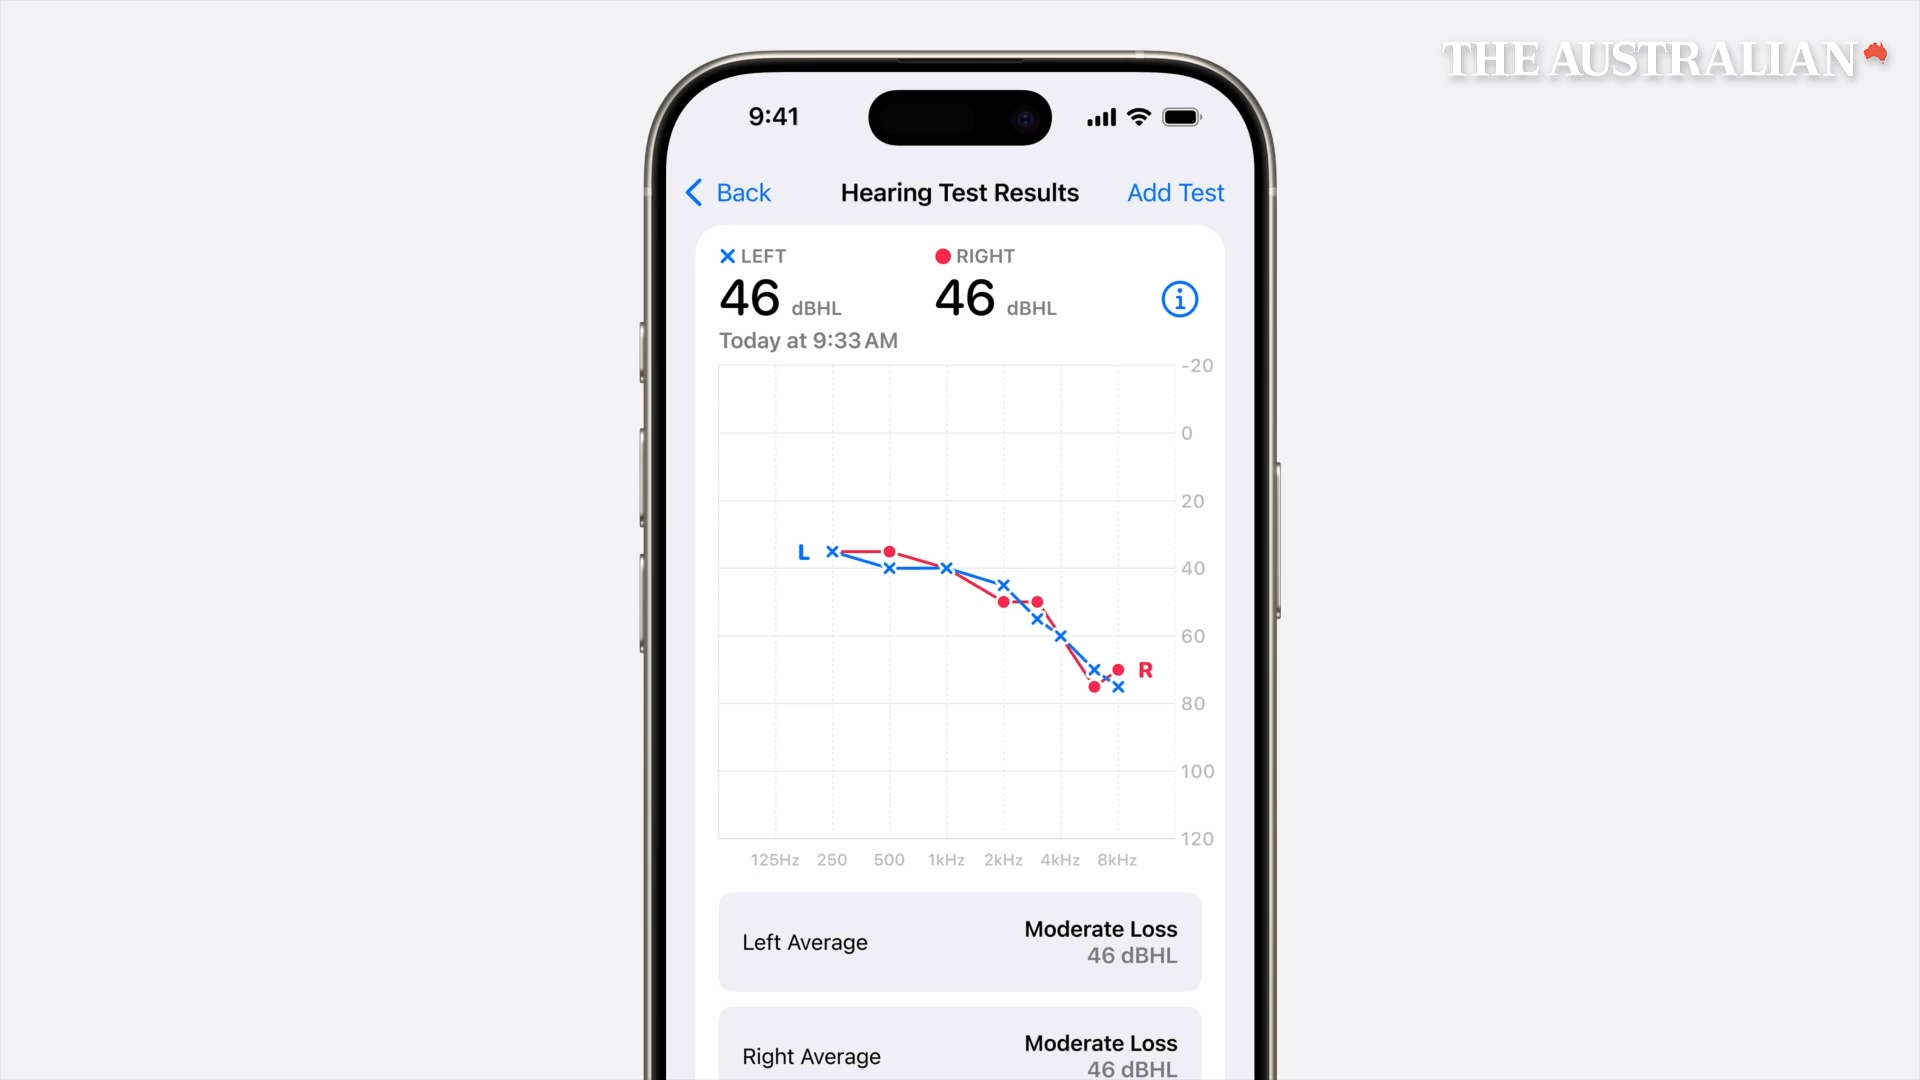 THE AUSTRALIAN
9:41
Back
Hearing Test Results
Add Test
LEFT
RIGHT
46 dBHL
46 dBHL
Today at 9:33 AM
-20
0
20
40
60
80
100
120
L
R
125Hz 250 500 1kHz 2kHz 4kHz 8kHz
Left Average
Moderate Loss
46 dBHL
Right Average
Moderate Loss
46 dBHL